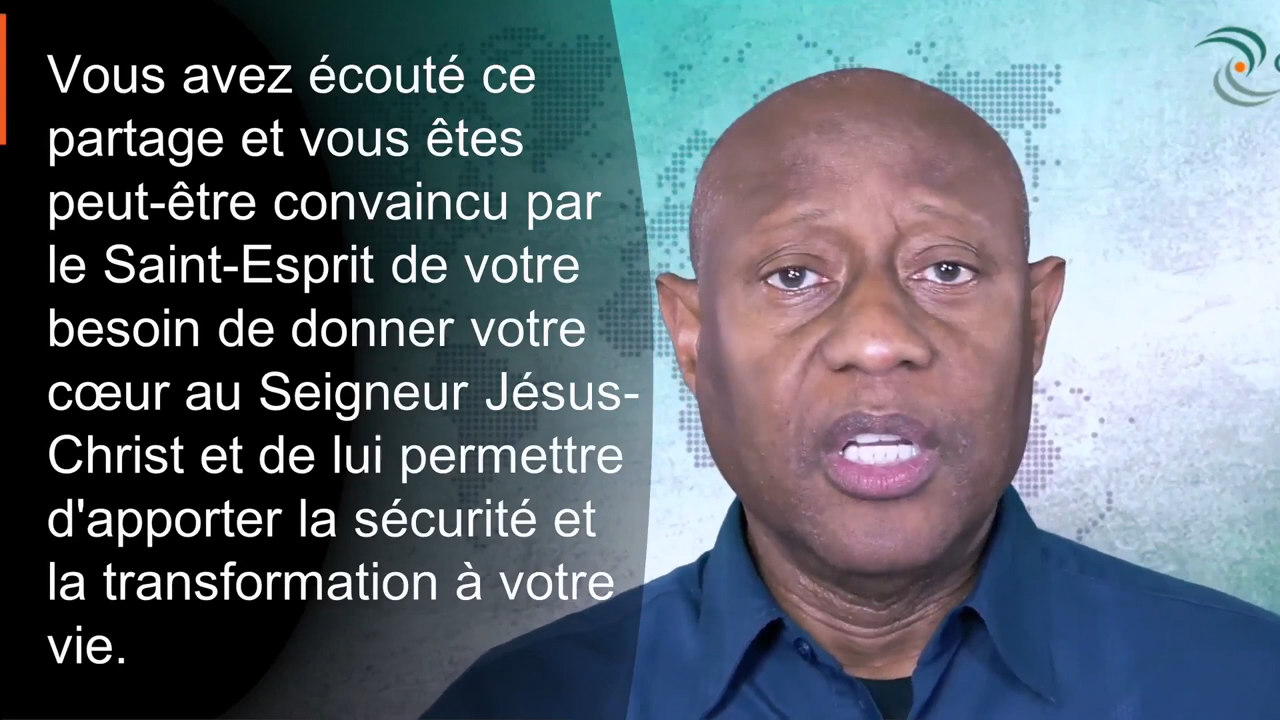 Vous avez écouté ce
partage et vous êtes
peut-être convaincu par
le Saint-Esprit de votre
besoin de donner votre
cœur au Seigneur Jésus-
Christ et de lui permettre
d'apporter la sécurité et
la transformation à votre
vie.